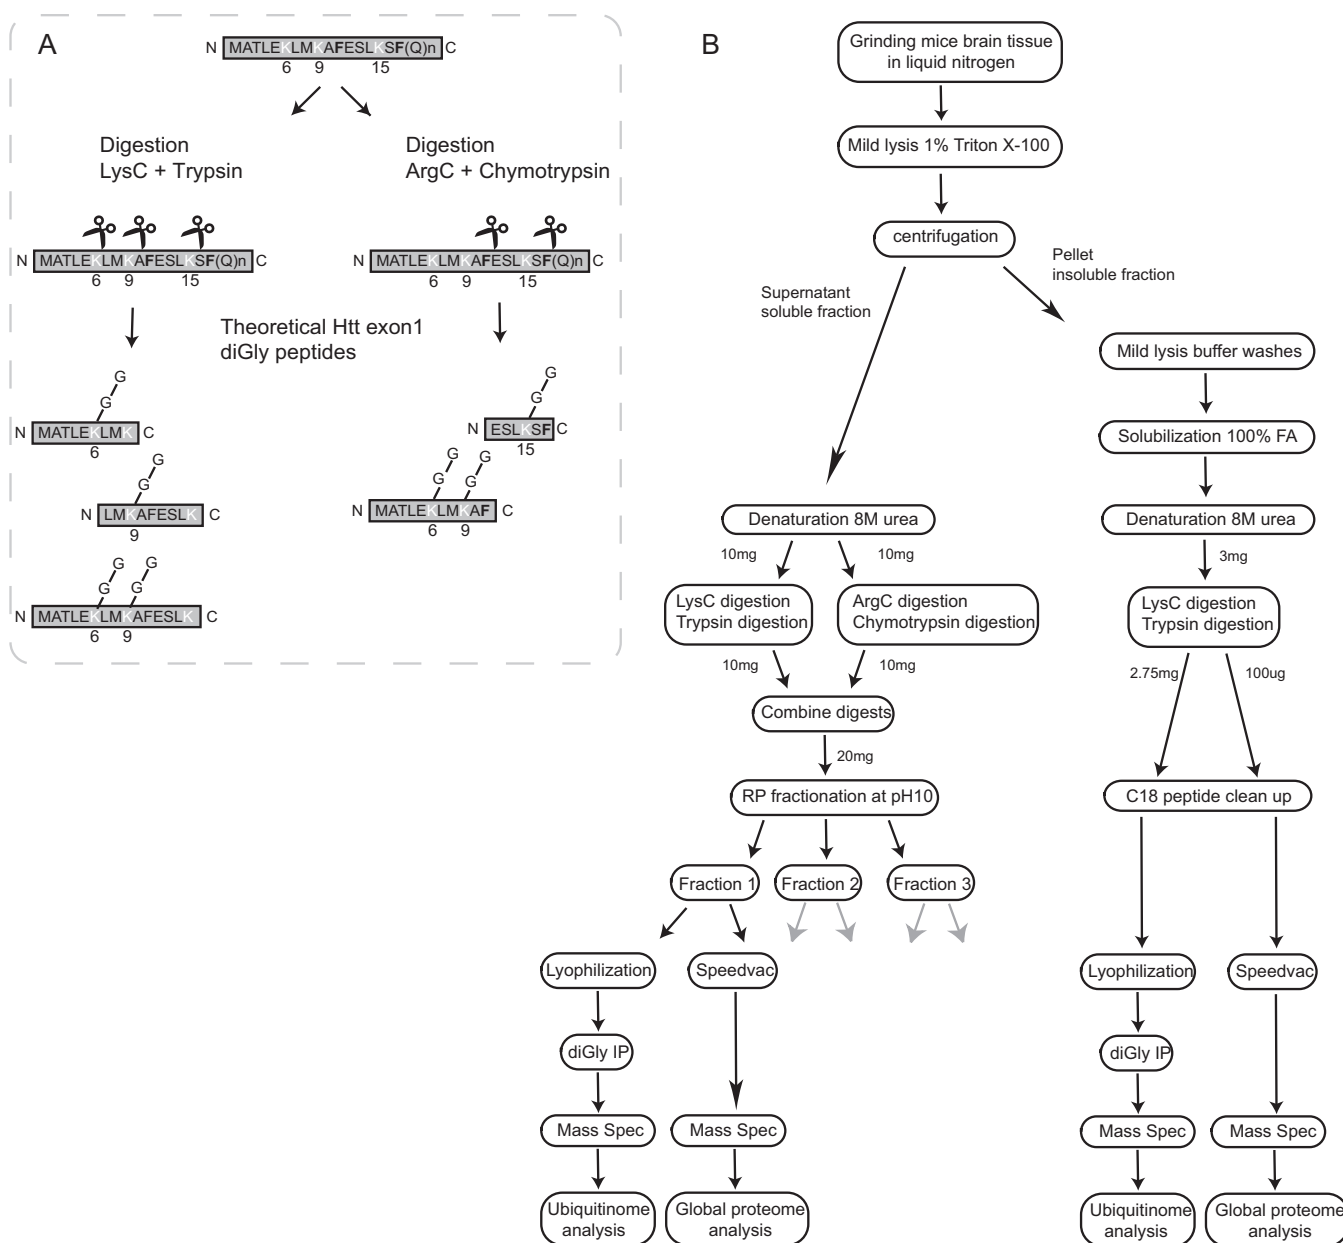 A
N MATLEKLMKAFESLKSF(Q)n C
6 9 15
Digestion
LysC + Trypsin
Digestion
ArgC + Chymotrypsin
N MATLEKLMKAFESLKSF(Q)n C
6 9 15
N MATLEKLMKAFESLKSF(Q)n C
6 9 15
Theoretical Htt exon1
diGly peptides
G
G
N MATLEKLMK C
6
G
G
N LMKAFESLK C
9
G G
G G
N MATLEKLMKAFESLK C
6 9
G
G
N ESLKSF C
15
G G
G G
N MATLEKLMKAF C
6 9
B
Grinding mice brain tissue
in liquid nitrogen
Mild lysis 1% Triton X-100
centrifugation
Supernatant
soluble fraction
Pellet
insoluble fraction
Mild lysis buffer washes
Solubilization 100% FA
Denaturation 8M urea
Denaturation 8M urea
10mg 10mg
3mg
LysC digestion
Trypsin digestion
ArgC digestion
Chymotrypsin digestion
LysC digestion
Trypsin digestion
10mg 10mg
2.75mg 100ug
Combine digests
20mg
RP fractionation at pH10
C18 peptide clean up
Fraction 1 Fraction 2 Fraction 3
Lyophilization Speedvac
Lyophilization Speedvac
diGly IP
diGly IP
Mass Spec Mass Spec
Mass Spec Mass Spec
Ubiquitinome
analysis
Global proteome
analysis
Ubiquitinome
analysis
Global proteome
analysis